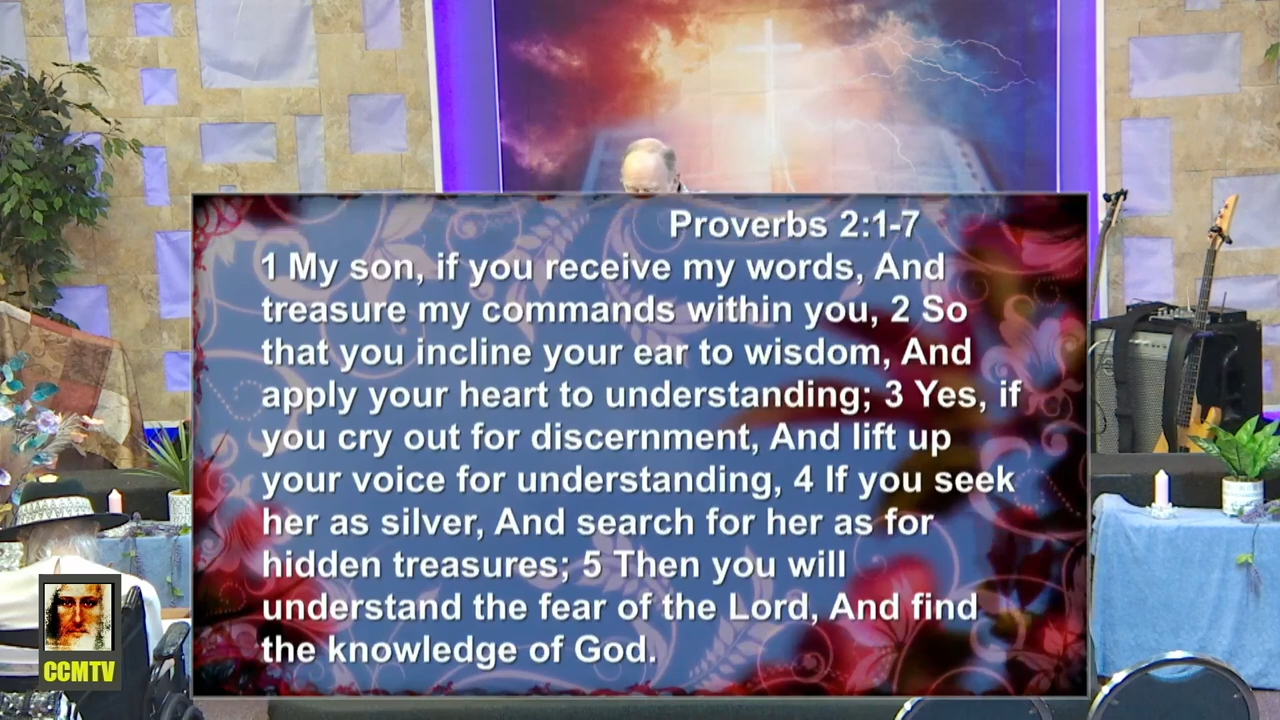 Proverbs 2:1-7
1 My son, if you receive my words, And
treasure my commands within you, 2 So
that you incline your ear to wisdom, And
apply your heart to understanding; 3 Yes, if
you cry out for discernment, And lift up
your voice for understanding, 4 If you seek
her as silver, And search for her as for
hidden treasures; 5 Then you will
understand the fear of the Lord, And find
the knowledge of God.
CCMTV